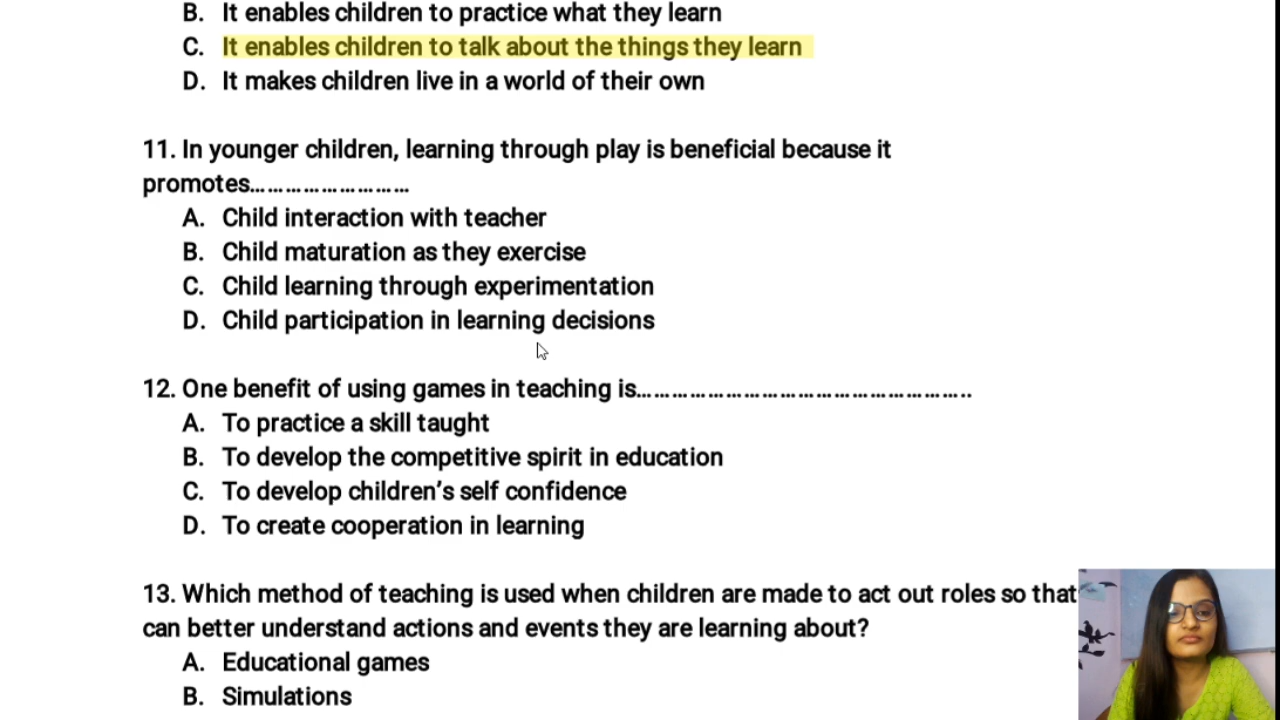 B. It enables children to practice what they learn
C. It enables children to talk about the things they learn
D. It makes children live in a world of their own
11. In younger children, learning through play is beneficial because it
promotes… … … … … … … … …
A. Child interaction with teacher
B. Child maturation as they exercise
C. Child learning through experimentation
D. Child participation in learning decisions
12. One benefit of using games in teaching is… … … … … … … … … … … … … … … … … … ..
A. To practice a skill taught
B. To develop the competitive spirit in education
C. To develop children’s self confidence
D. To create cooperation in learning
13. Which method of teaching is used when children are made to act out roles so that
can better understand actions and events they are learning about?
A. Educational games
B. Simulations